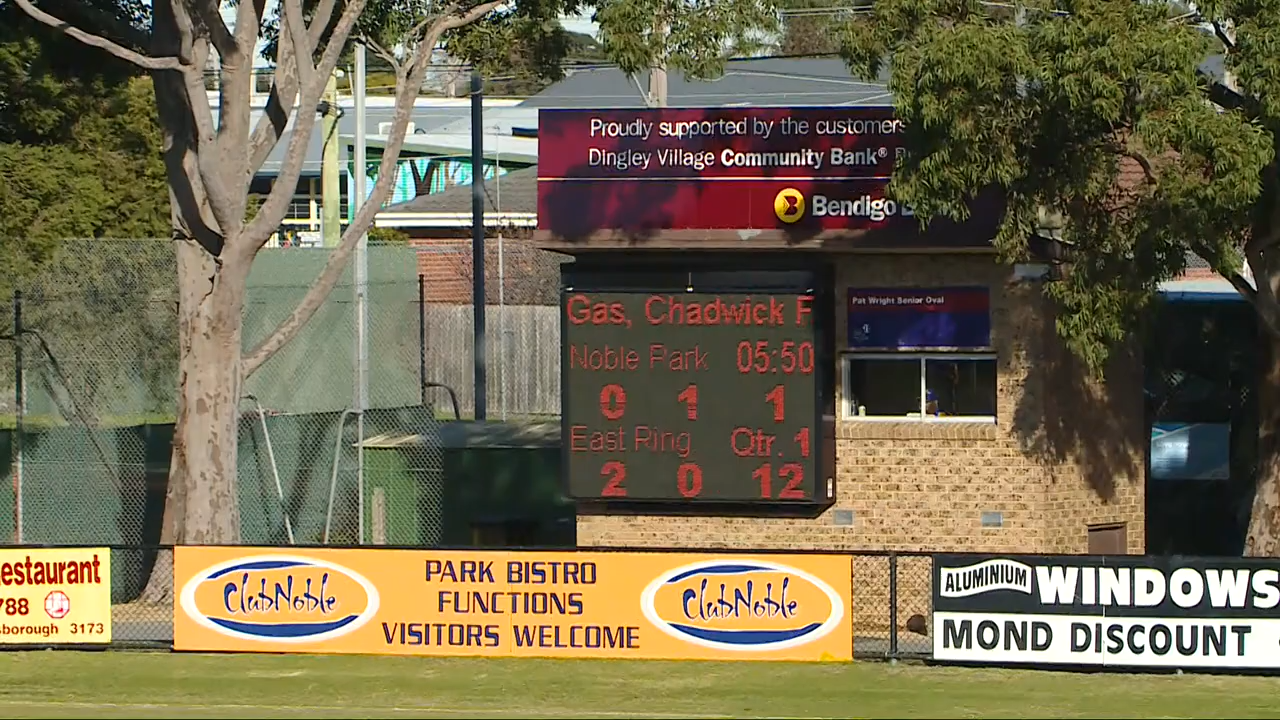 Proudly supported by the customers
Dingley Village Community Bank®
Bendigo
Pat Wright Senior Oval
Gas, Chadwick F
Noble Park 05:50
0 1 1
East Ring Qtr. 1
2 0 12
estaurant
788
sborough 3173
ClubNoble
PARK BISTRO
FUNCTIONS
VISITORS WELCOME
ClubNoble
ALUMINIUM WINDOWS
MOND DISCOUNT